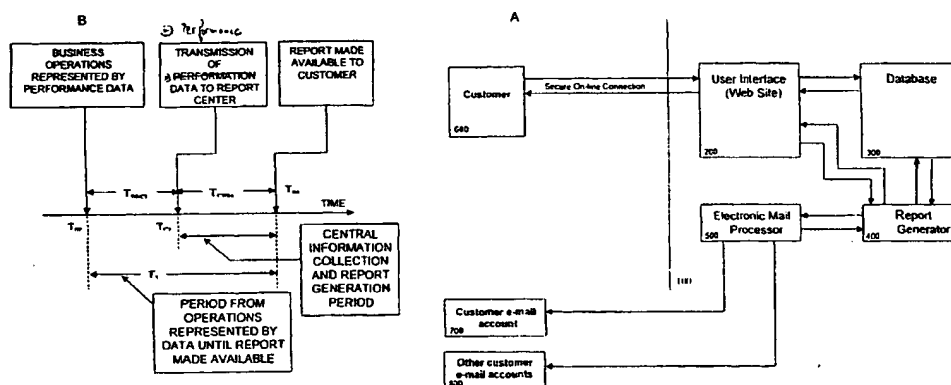 B
Performance
BUSINESS
OPERATIONS
REPRESENTED BY
PERFORMANCE DATA
TRANSMISSION
OF
PERFORMATION
DATA TO REPORT
CENTER
REPORT MADE
AVAILABLE TO
CUSTOMER
TIME
T₁
CENTRAL
INFORMATION
COLLECTION
AND REPORT
GENERATION
PERIOD
PERIOD FROM
OPERATIONS
REPRESENTED BY
DATA UNTIL REPORT
MADE AVAILABLE
A
Customer
600
Secure On-line Connection
User Interface
(Web Site)
200
Database
300
Electronic Mail
Processor
500
Report
Generator
400
Customer e-mail
account
700
Other customer
e-mail accounts
800